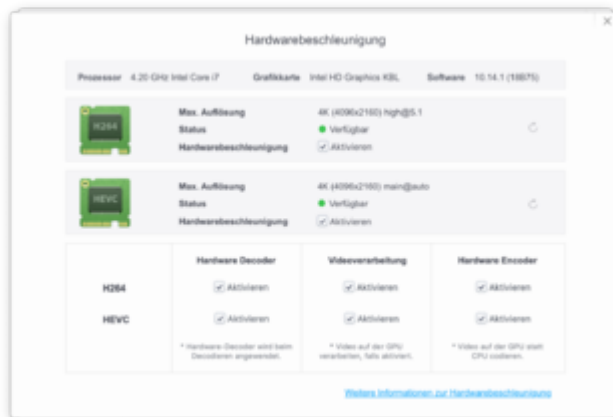 Hardwarebeschleunigung
Prozessor 4.20 GHz Intel Core i7 Grafikkarte Intel HD Graphics KBL Software 10.14.1 (18B75)
H264
Max. Auflösung 4K (4096x2160) high@5.1
Status Verfügbar
Hardwarebeschleunigung Aktivieren
HEVC
Max. Auflösung 4K (4096x2160) main@auto
Status Verfügbar
Hardwarebeschleunigung Aktivieren
Hardware Decoder Videoverarbeitung Hardware Encoder
H264 Aktivieren Aktivieren Aktivieren
HEVC Aktivieren Aktivieren Aktivieren
* Hardware-Decoder wird beim * Video auf der GPU * Video auf der GPU statt
Decodieren angewendet. verarbeiten, falls aktiviert. CPU codieren.
Weitere Informationen zur Hardwarebeschleunigung